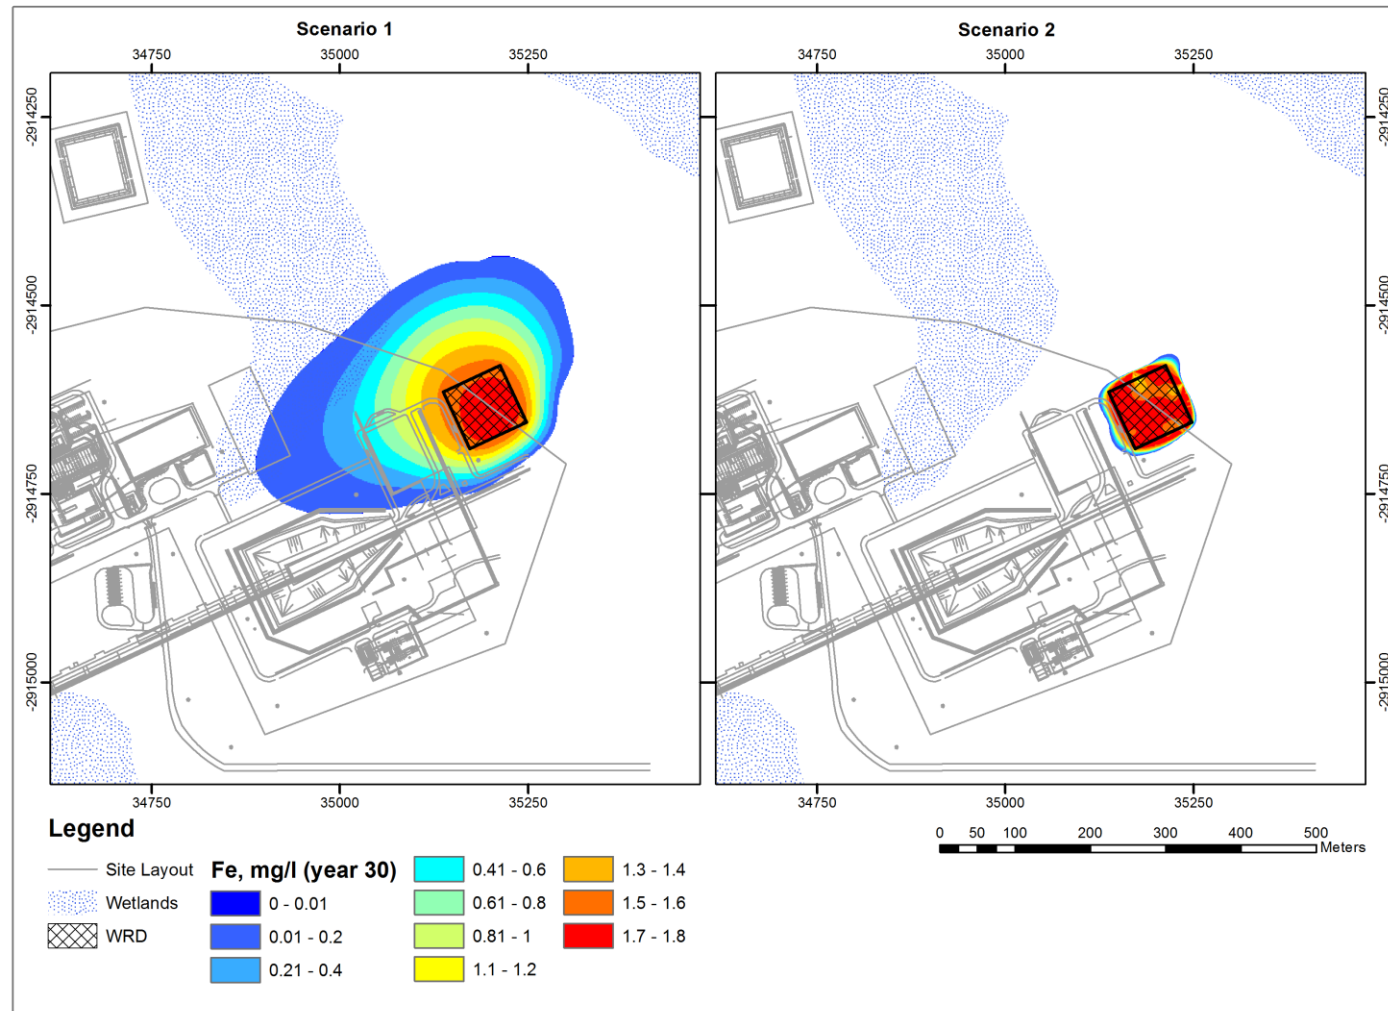 Scenario 1
Scenario 2
34750 35000 35250
34750 35000 35250
-2914250
-2914500
-2914750
-2915000
-2914250
-2914500
-2914750
-2915000
34750 35000 35250
34750 35000 35250
Legend
Site Layout
Wetlands
WRD
Fe, mg/l (year 30)
0 - 0.01
0.01 - 0.2
0.21 - 0.4
0.41 - 0.6
0.61 - 0.8
0.81 - 1
1.1 - 1.2
1.3 - 1.4
1.5 - 1.6
1.7 - 1.8
0 50 100 200 300 400 500
Meters